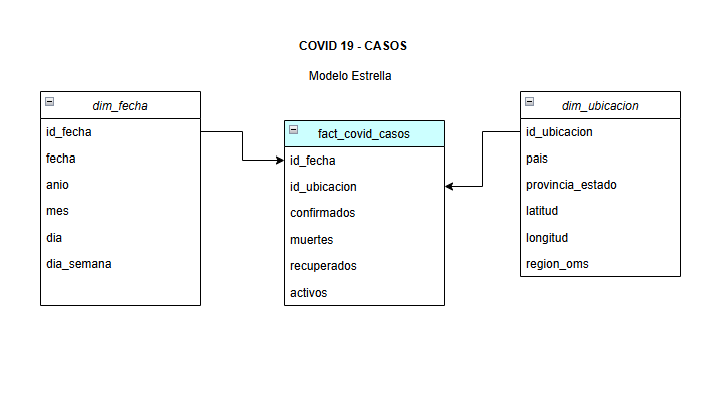 COVID 19 - CASOS
Modelo Estrella
dim_fecha
id_fecha
fecha
anio
mes
dia
dia_semana
fact_covid_casos
id_fecha
id_ubicacion
confirmados
muertes
recuperados
activos
dim_ubicacion
id_ubicacion
pais
provincia_estado
latitud
longitud
region_oms